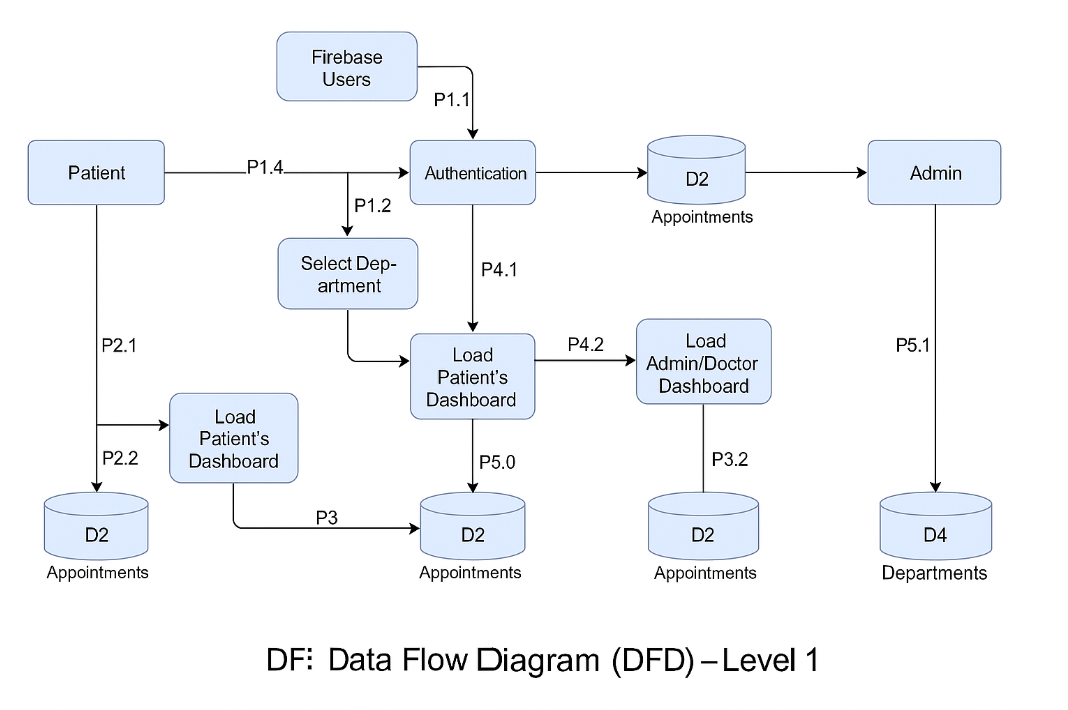 Firebase
Users
P1.1
Patient
P1.4
Authentication
D2
Appointments
Admin
P1.2
Select Dep-
artment
P4.1
P2.1
Load
Patient's
Dashboard
P4.2
Load
Admin/Doctor
Dashboard
P5.1
Load
Patient's
Dashboard
P2.2
P5.0
P3.2
P3
D2
Appointments
D2
Appointments
D2
Appointments
D4
Departments
DF: Data Flow Diagram (DFD) – Level 1